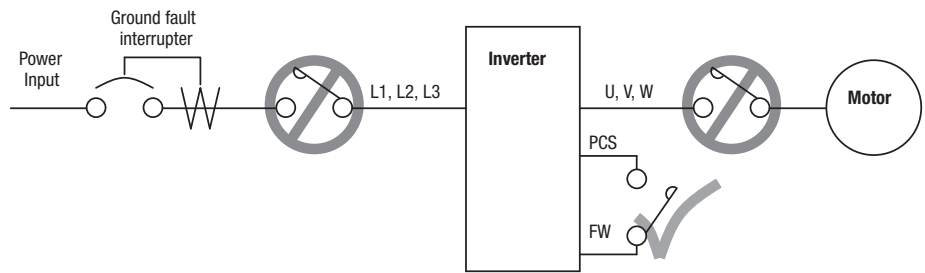 Ground fault
interrupter
Power
Input
Inverter
L1, L2, L3
U, V, W
Motor
PCS
FW